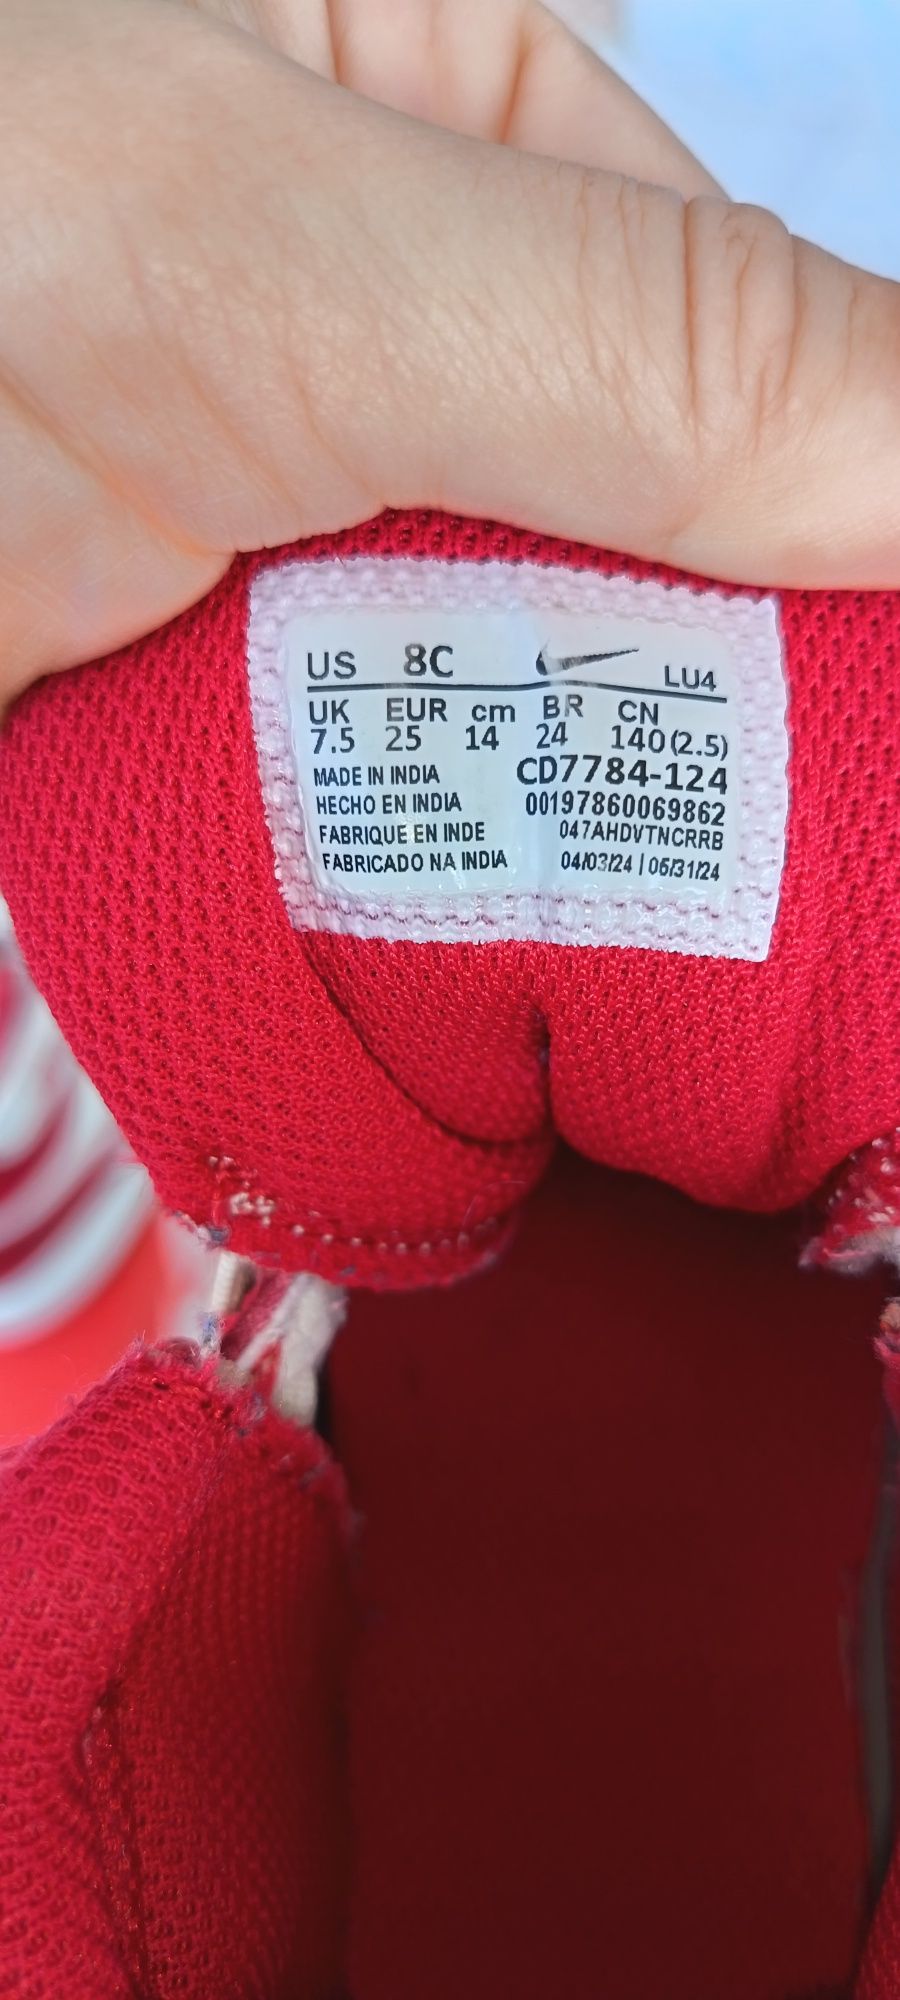 US 8C LU4
UK EUR cm BR CN
7.5 25 14 24 140(2.5)
MADE IN INDIA CD7784-124
HECHO EN INDIA 00197860069862
FABRIQUE EN INDE 047AHDVTNCRRB
FABRICADO NA INDIA 04/03/24 | 05/31/24